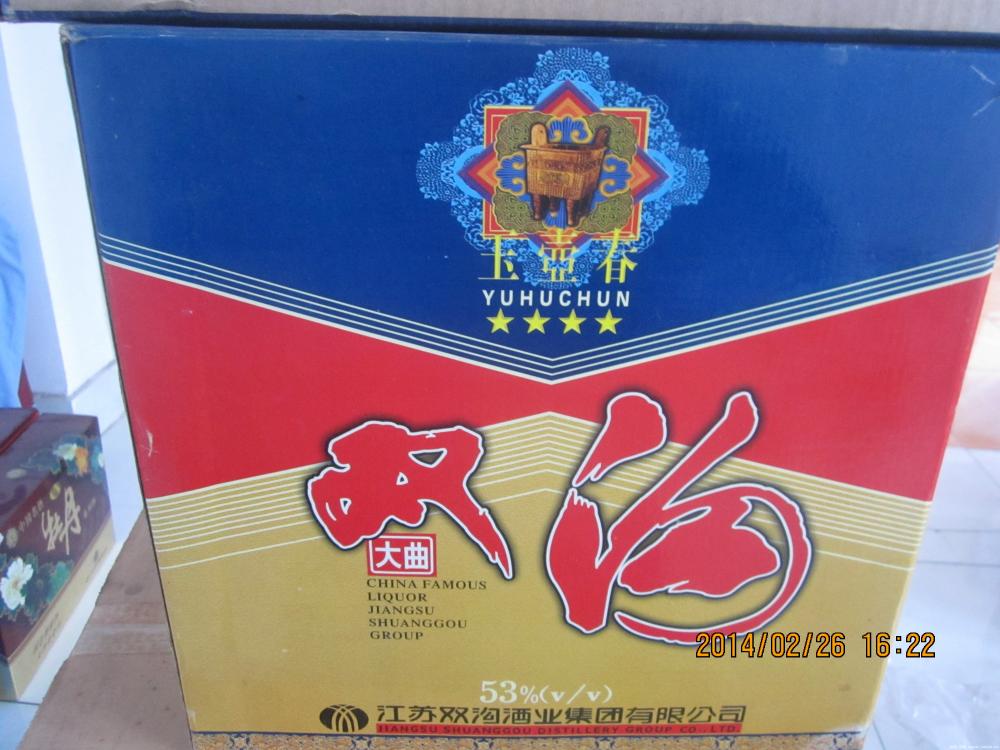 玉壶春
YUHUCHUN
双沟
大曲
CHINA FAMOUS
LIQUOR
JIANGSU
SHUANGGOU
GROUP
53%(v/v)
江苏双沟酒业集团有限公司
JIANGSU SHUANGGOU DISTILLERY GROUP CO.,LTD.
牡丹
2014/02/26 16:22